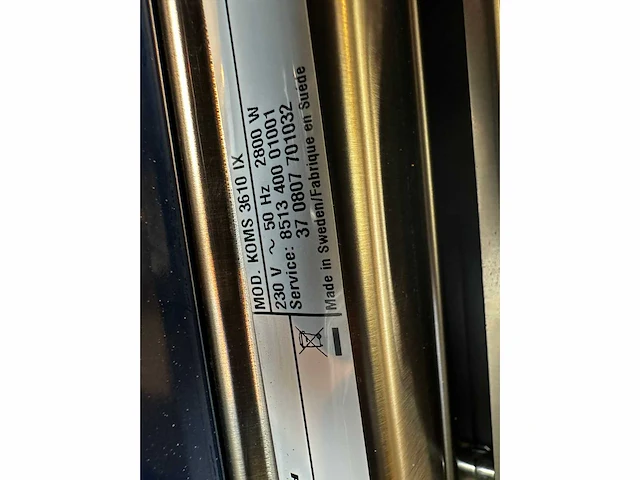 MOD. KOMS 3610 IX
230 V ~ 50 Hz 2800 W
Service: 8513 400 01001
37 0807 701032
Made in Sweden/Fabrique en Suède